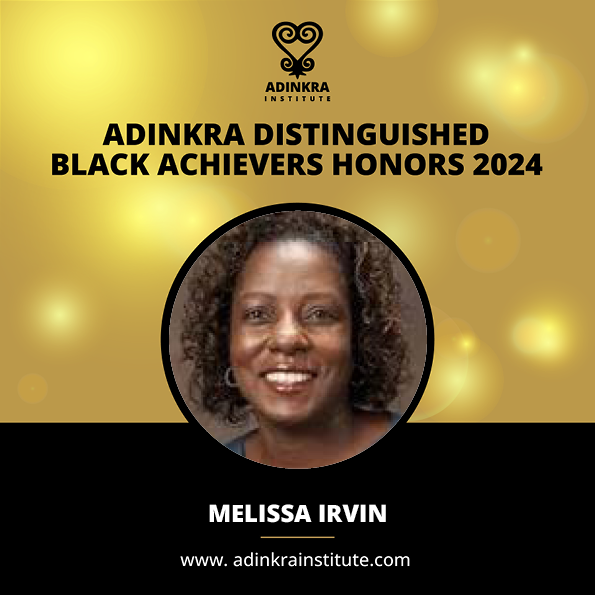 ADINKRA
INSTITUTE
ADINKRA DISTINGUISHED
BLACK ACHIEVERS HONORS 2024
MELISSA IRVIN
www. adinkrainstitute.com